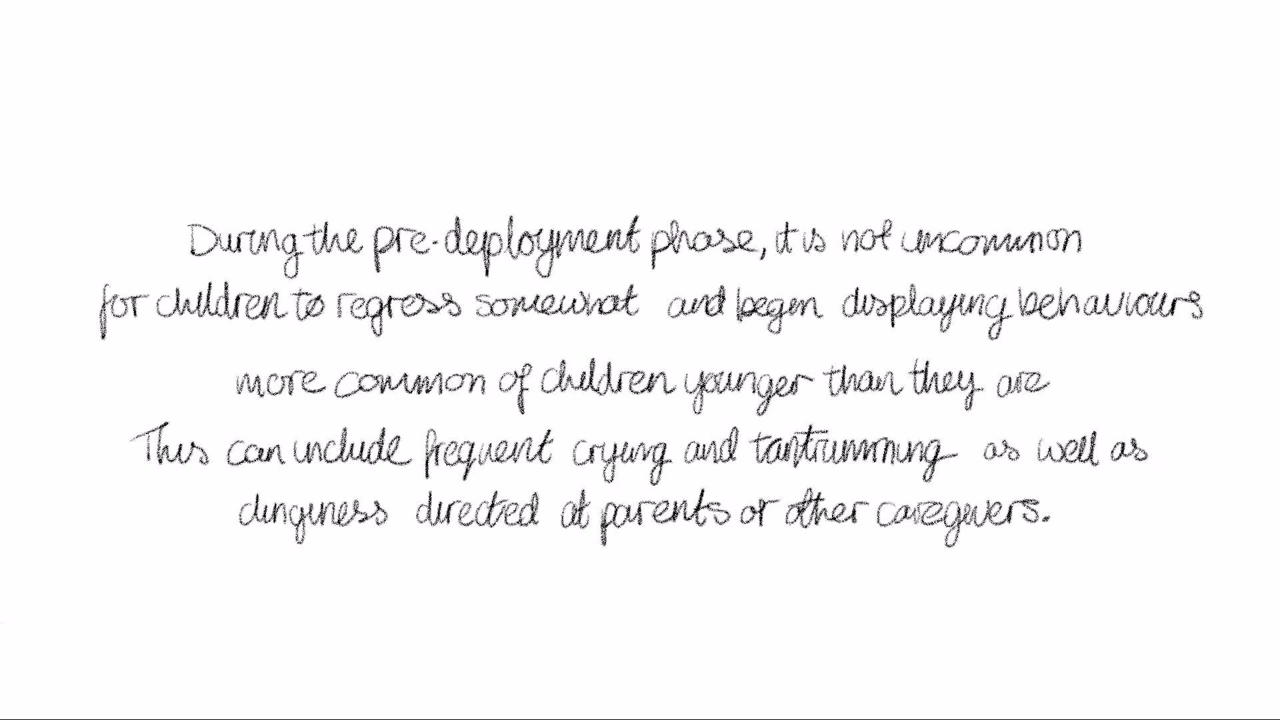 During the pre-deployment phase, it is not uncommon
for children to regress somewhat and begin displaying behaviours
more common of children younger than they are
This can include frequent crying and tantrumming as well as
clinginess directed at parents or other caregivers.